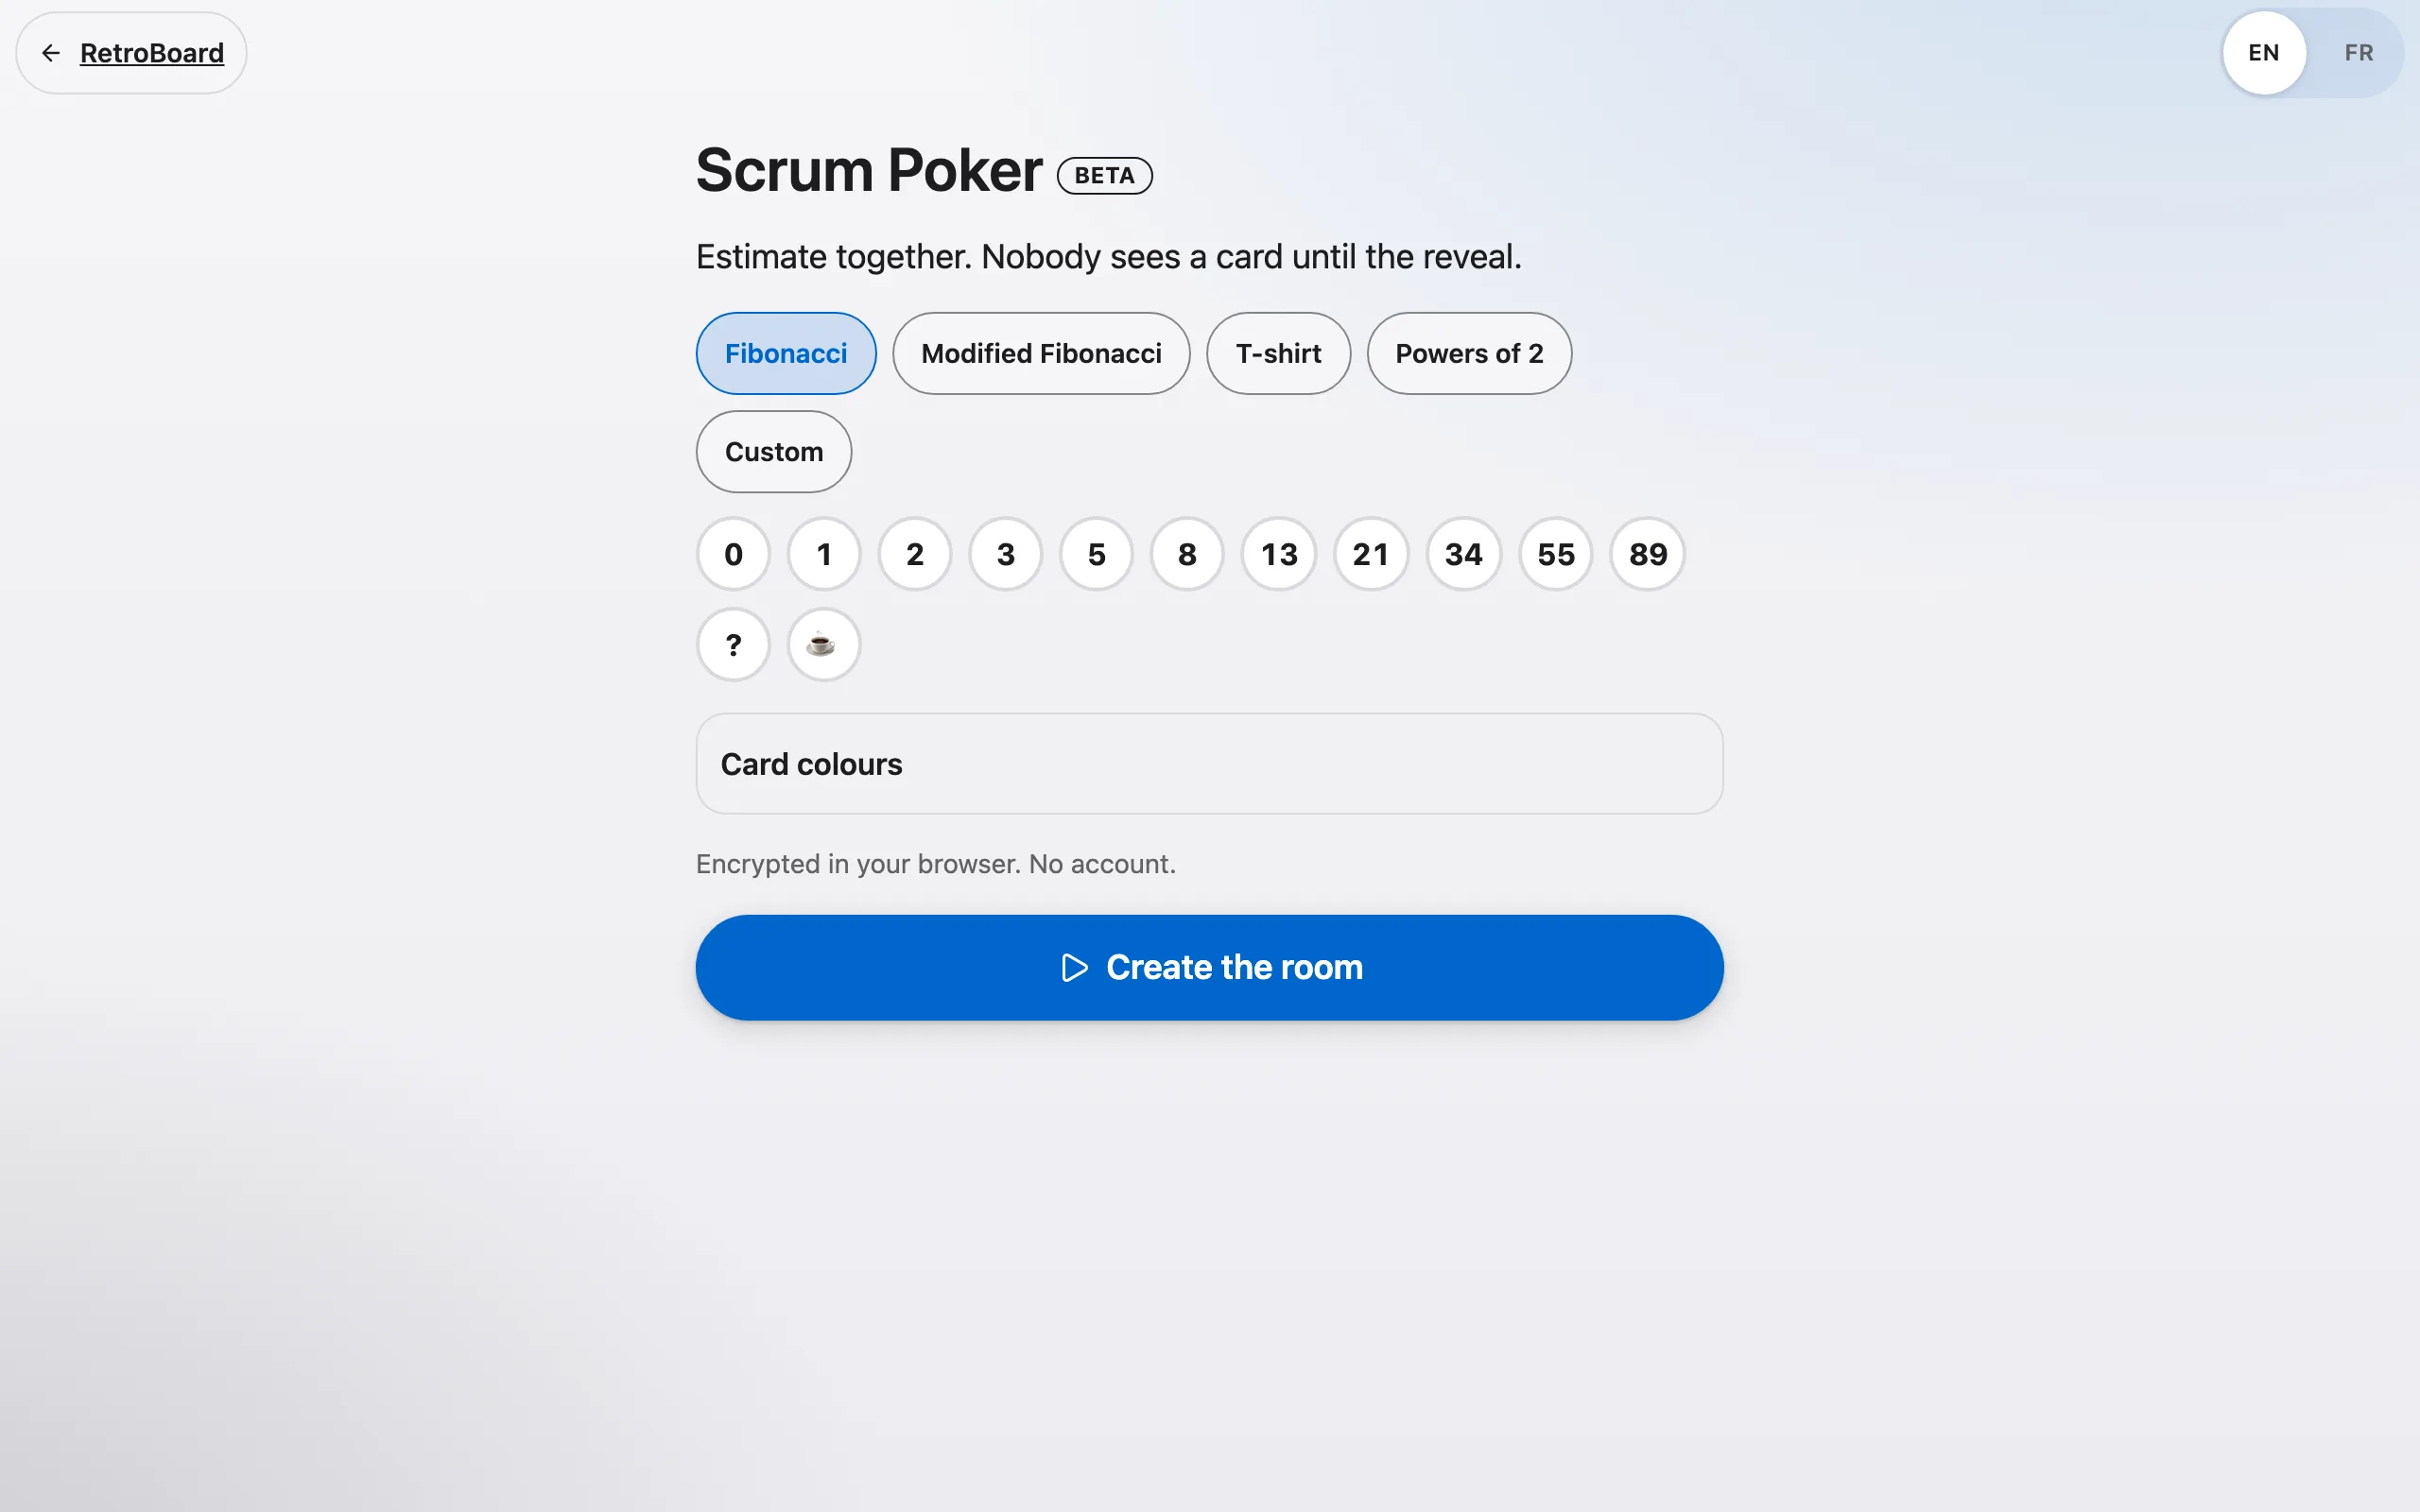 RetroBoard
EN FR
Scrum Poker BETA
Estimate together. Nobody sees a card until the reveal.
Fibonacci Modified Fibonacci T-shirt Powers of 2
Custom
0 1 2 3 5 8 13 21 34 55 89
?
Card colours
Encrypted in your browser. No account.
Create the room